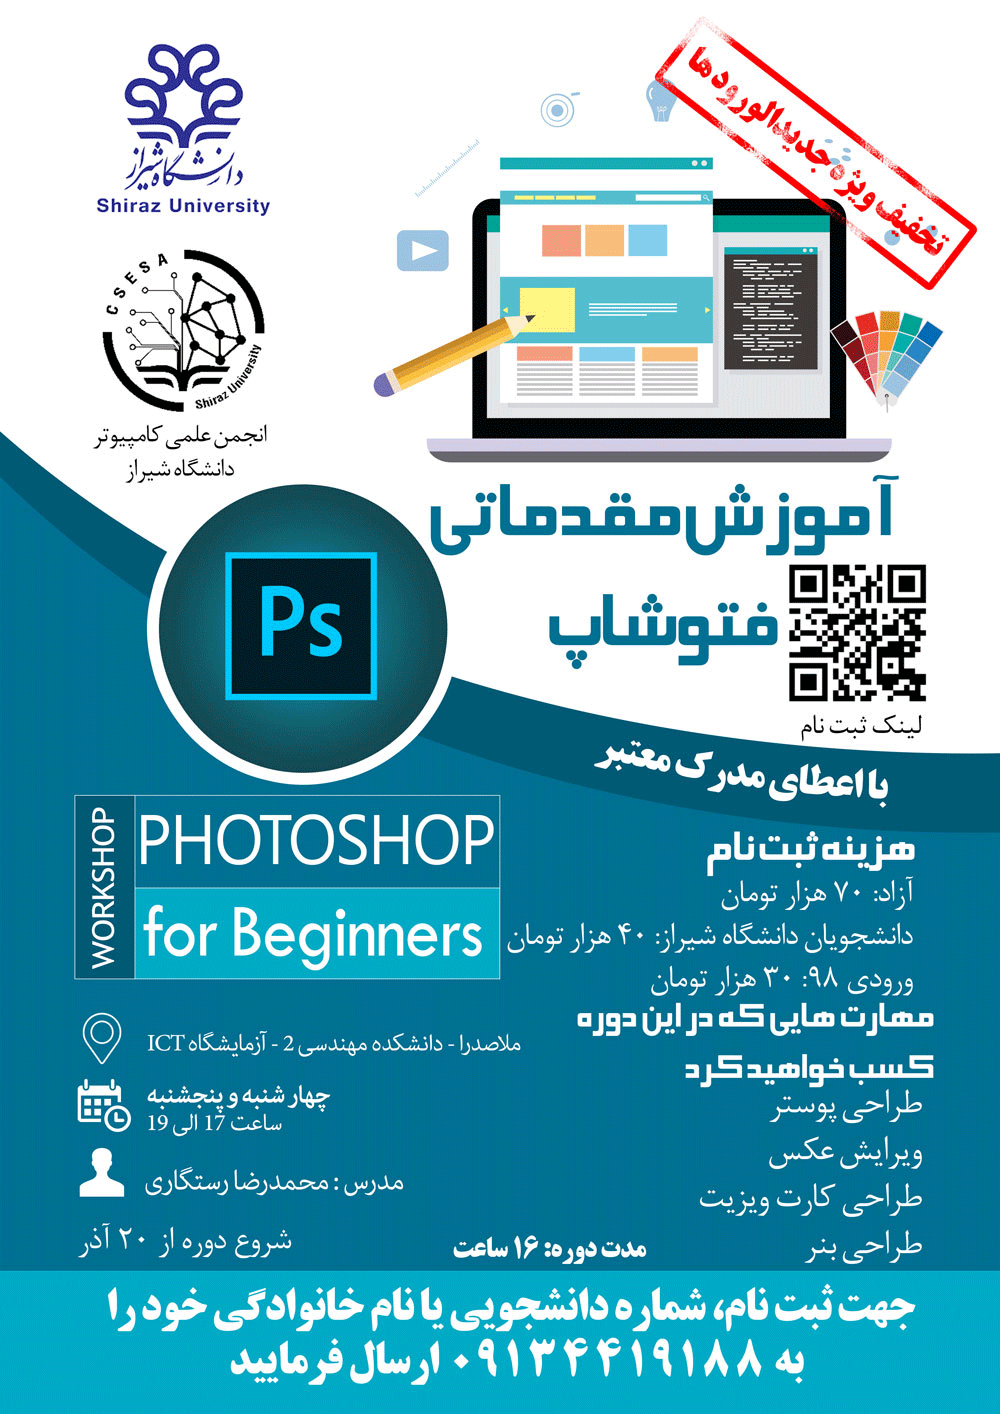 دانشگاه شیراز
Shiraz University
تخفیف ویژه جدیدالورودها
CSESA
Shiraz University
انجمن علمی کامپیوتر
دانشگاه شیراز
آموزش مقدماتی
فتوشاپ
Ps
لینک ثبت نام
با اعطای مدرک معتبر
WORKSHOP
PHOTOSHOP
for Beginners
هزینه ثبت نام
آزاد: ۷۰ هزار تومان
دانشجویان دانشگاه شیراز: ۴۰ هزار تومان
ورودی ۹۸: ۳۰ هزار تومان
مهارت هایی که در این دوره
کسب خواهید کرد
طراحی پوستر
ویرایش عکس
طراحی کارت ویزیت
طراحی بنر
ملاصدرا - دانشکده مهندسی 2 - آزمایشگاه ICT
چهار شنبه و پنجشنبه
ساعت 17 الی 19
مدرس : محمدرضا رستگاری
شروع دوره از ۲۰ آذر
مدت دوره: ۱۶ ساعت
جهت ثبت نام، شماره دانشجویی یا نام خانوادگی خود را
به ۰۹۱۳۴۴۱۹۱۸۸ ارسال فرمایید